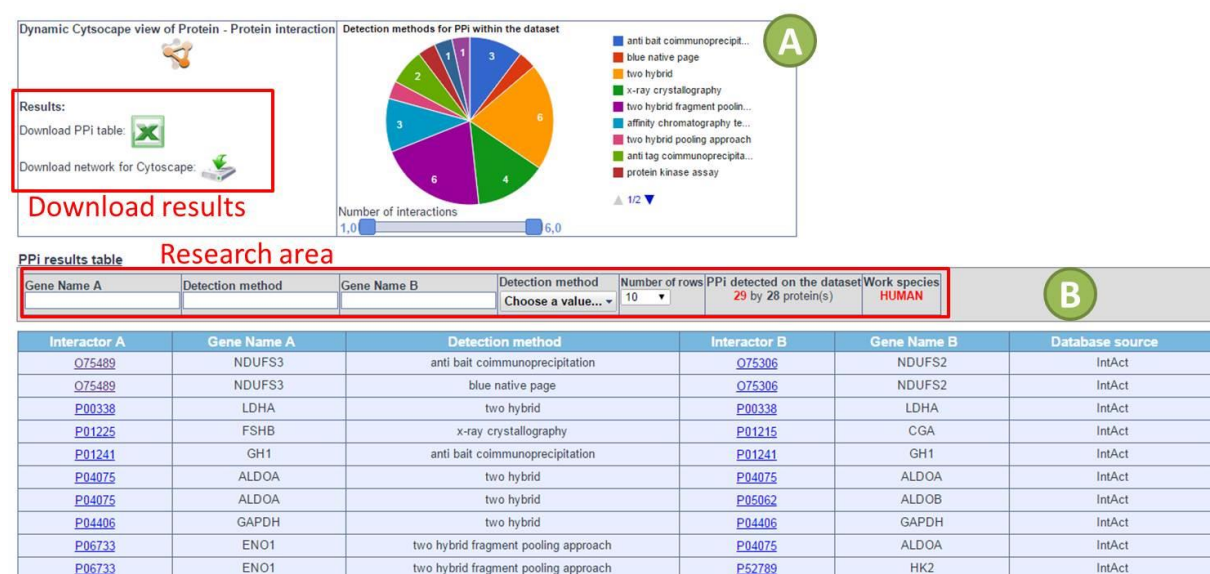 Dynamic Cytsocape view of Protein - Protein interaction
Results:
Download PPi table:
Download network for Cytoscape:
Download results
Detection methods for PPi within the dataset
3
6
4
6
3
2
1
1
anti bait coimmunoprecipit...
blue native page
two hybrid
x-ray crystallography
two hybrid fragment poolin...
affinity chromatography te...
two hybrid pooling approach
anti tag coimmunoprecipita...
protein kinase assay
1/2
Number of interactions
1,0 6,0
A
PPi results table
Research area
Gene Name A Detection method Gene Name B Detection method Number of rows PPi detected on the dataset Work species
Choose a value... 10 29 by 28 protein(s) HUMAN
B
Interactor A Gene Name A Detection method Interactor B Gene Name B Database source
O75489 NDUFS3 anti bait coimmunoprecipitation O75306 NDUFS2 IntAct
O75489 NDUFS3 blue native page O75306 NDUFS2 IntAct
P00338 LDHA two hybrid P00338 LDHA IntAct
P01225 FSHB x-ray crystallography P01215 CGA IntAct
P01241 GH1 anti bait coimmunoprecipitation P01241 GH1 IntAct
P04075 ALDOA two hybrid P04075 ALDOA IntAct
P04075 ALDOA two hybrid P05062 ALDOB IntAct
P04406 GAPDH two hybrid P04406 GAPDH IntAct
P06733 ENO1 two hybrid fragment pooling approach P04075 ALDOA IntAct
P06733 ENO1 two hybrid fragment pooling approach P52789 HK2 IntAct